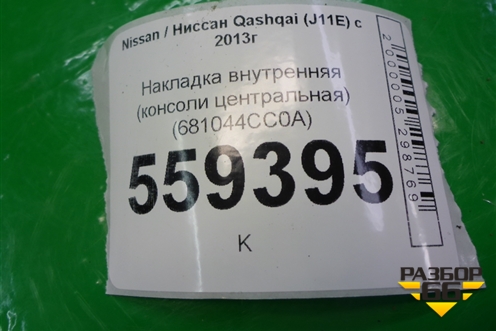 Nissan / Ниссан Qashqai (J11E) с
2013г
Накладка внутренняя
(консоли центральная)
(681044CC0A)
559395
K
2000005298769
РАЗБОР
66